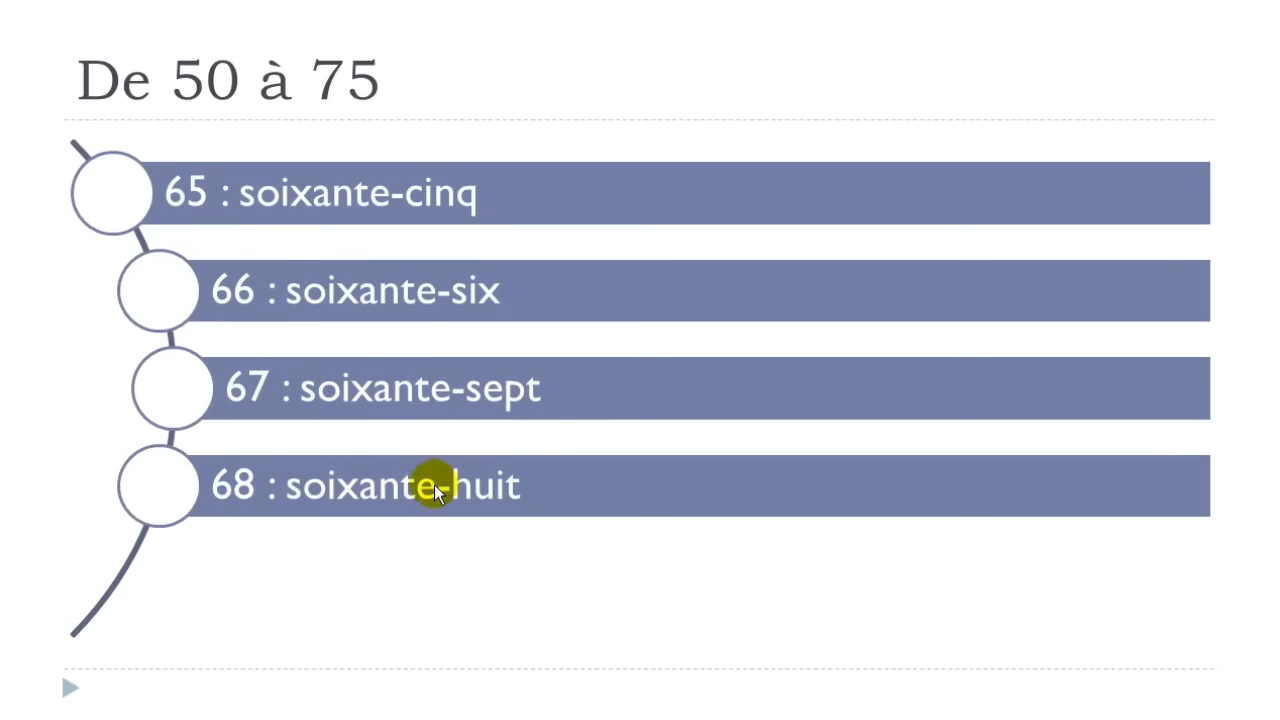 De 50 à 75
65 : soixante-cinq
66 : soixante-six
67 : soixante-sept
68 : soixante-huit